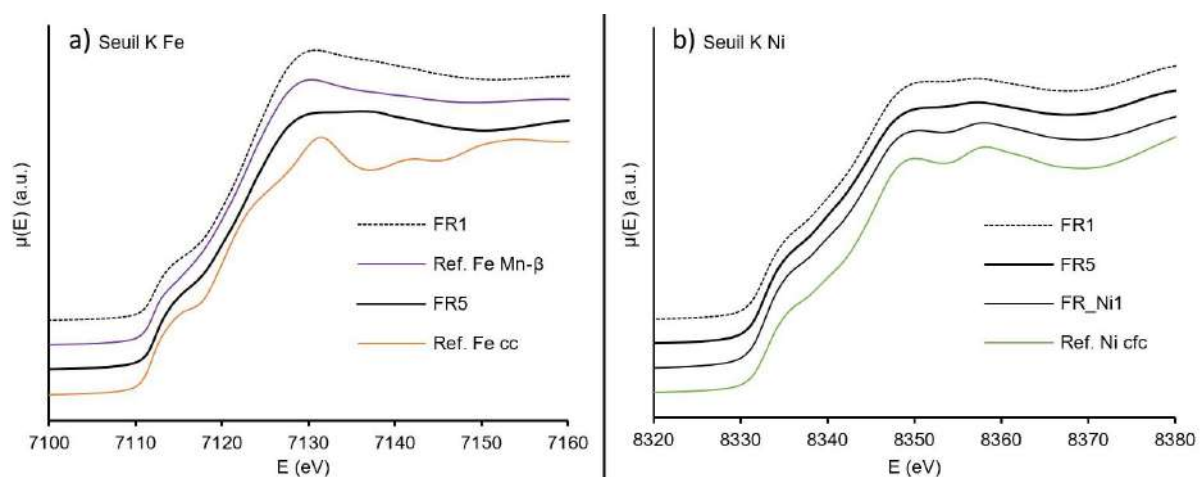 a) Seuil K Fe
μ(E) (a.u.)
FR1
Ref. Fe Mn-β
FR5
Ref. Fe cc
7100 7110 7120 7130 7140 7150 7160
E (eV)
b) Seuil K Ni
μ(E) (a.u.)
FR1
FR5
FR_Ni1
Ref. Ni cfc
8320 8330 8340 8350 8360 8370 8380
E (eV)